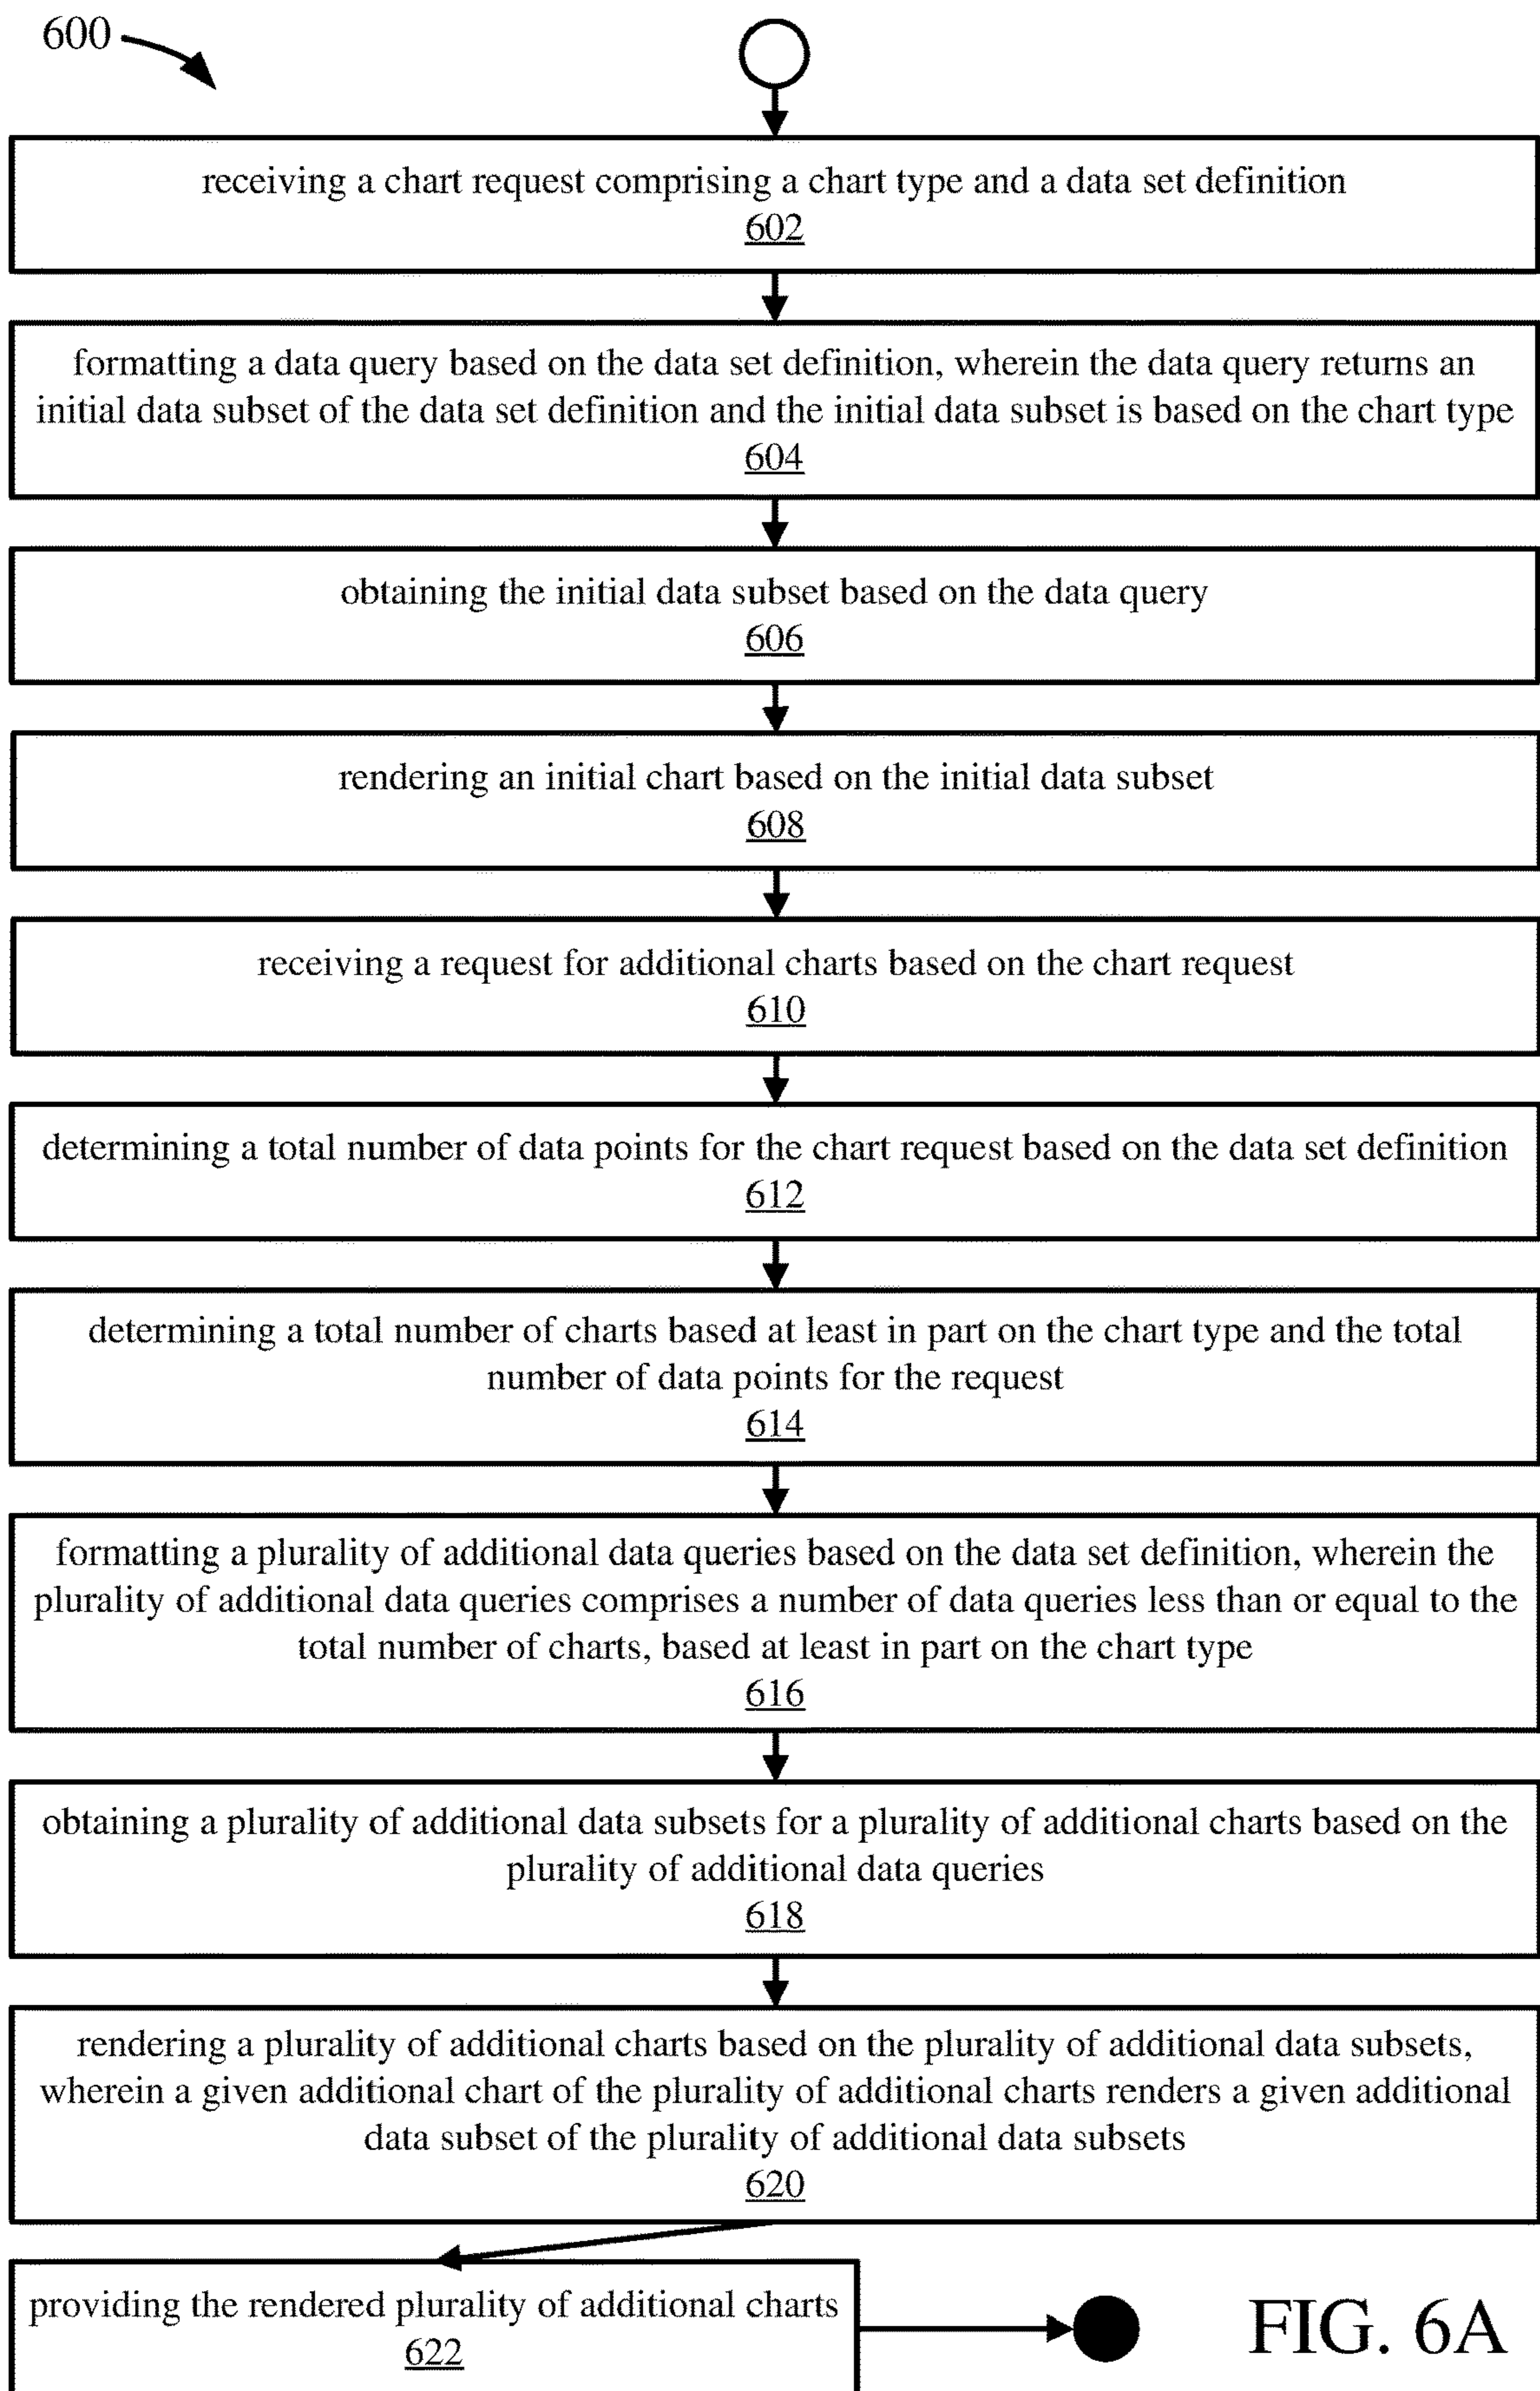 600
receiving a chart request comprising a chart type and a data set definition
602
formatting a data query based on the data set definition, wherein the data query returns an
initial data subset of the data set definition and the initial data subset is based on the chart type
604
obtaining the initial data subset based on the data query
606
rendering an initial chart based on the initial data subset
608
receiving a request for additional charts based on the chart request
610
determining a total number of data points for the chart request based on the data set definition
612
determining a total number of charts based at least in part on the chart type and the total
number of data points for the request
614
formatting a plurality of additional data queries based on the data set definition, wherein the
plurality of additional data queries comprises a number of data queries less than or equal to the
total number of charts, based at least in part on the chart type
616
obtaining a plurality of additional data subsets for a plurality of additional charts based on the
plurality of additional data queries
618
rendering a plurality of additional charts based on the plurality of additional data subsets,
wherein a given additional chart of the plurality of additional charts renders a given additional
data subset of the plurality of additional data subsets
620
providing the rendered plurality of additional charts
622
FIG. 6A